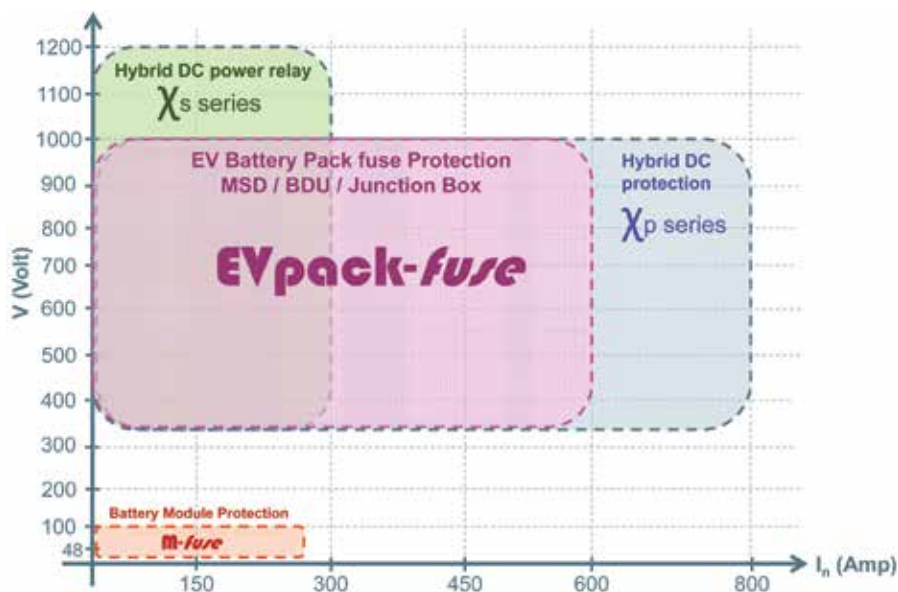 1200
Hybrid DC power relay
χs series
1100
1000
EV Battery Pack fuse Protection
MSD / BDU / Junction Box
Hybrid DC
protection
χp series
900
800
EVpack-fuse
700
V (Volt)
600
500
400
300
200
Battery Module Protection
100
M-fuse
48
150
300
450
600
800
In (Amp)